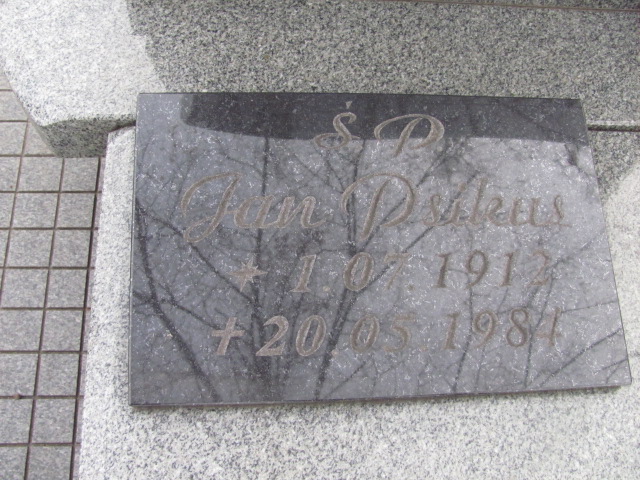 Ś P
Jan Psikus
* 1.07.1912
+ 20.05.1984